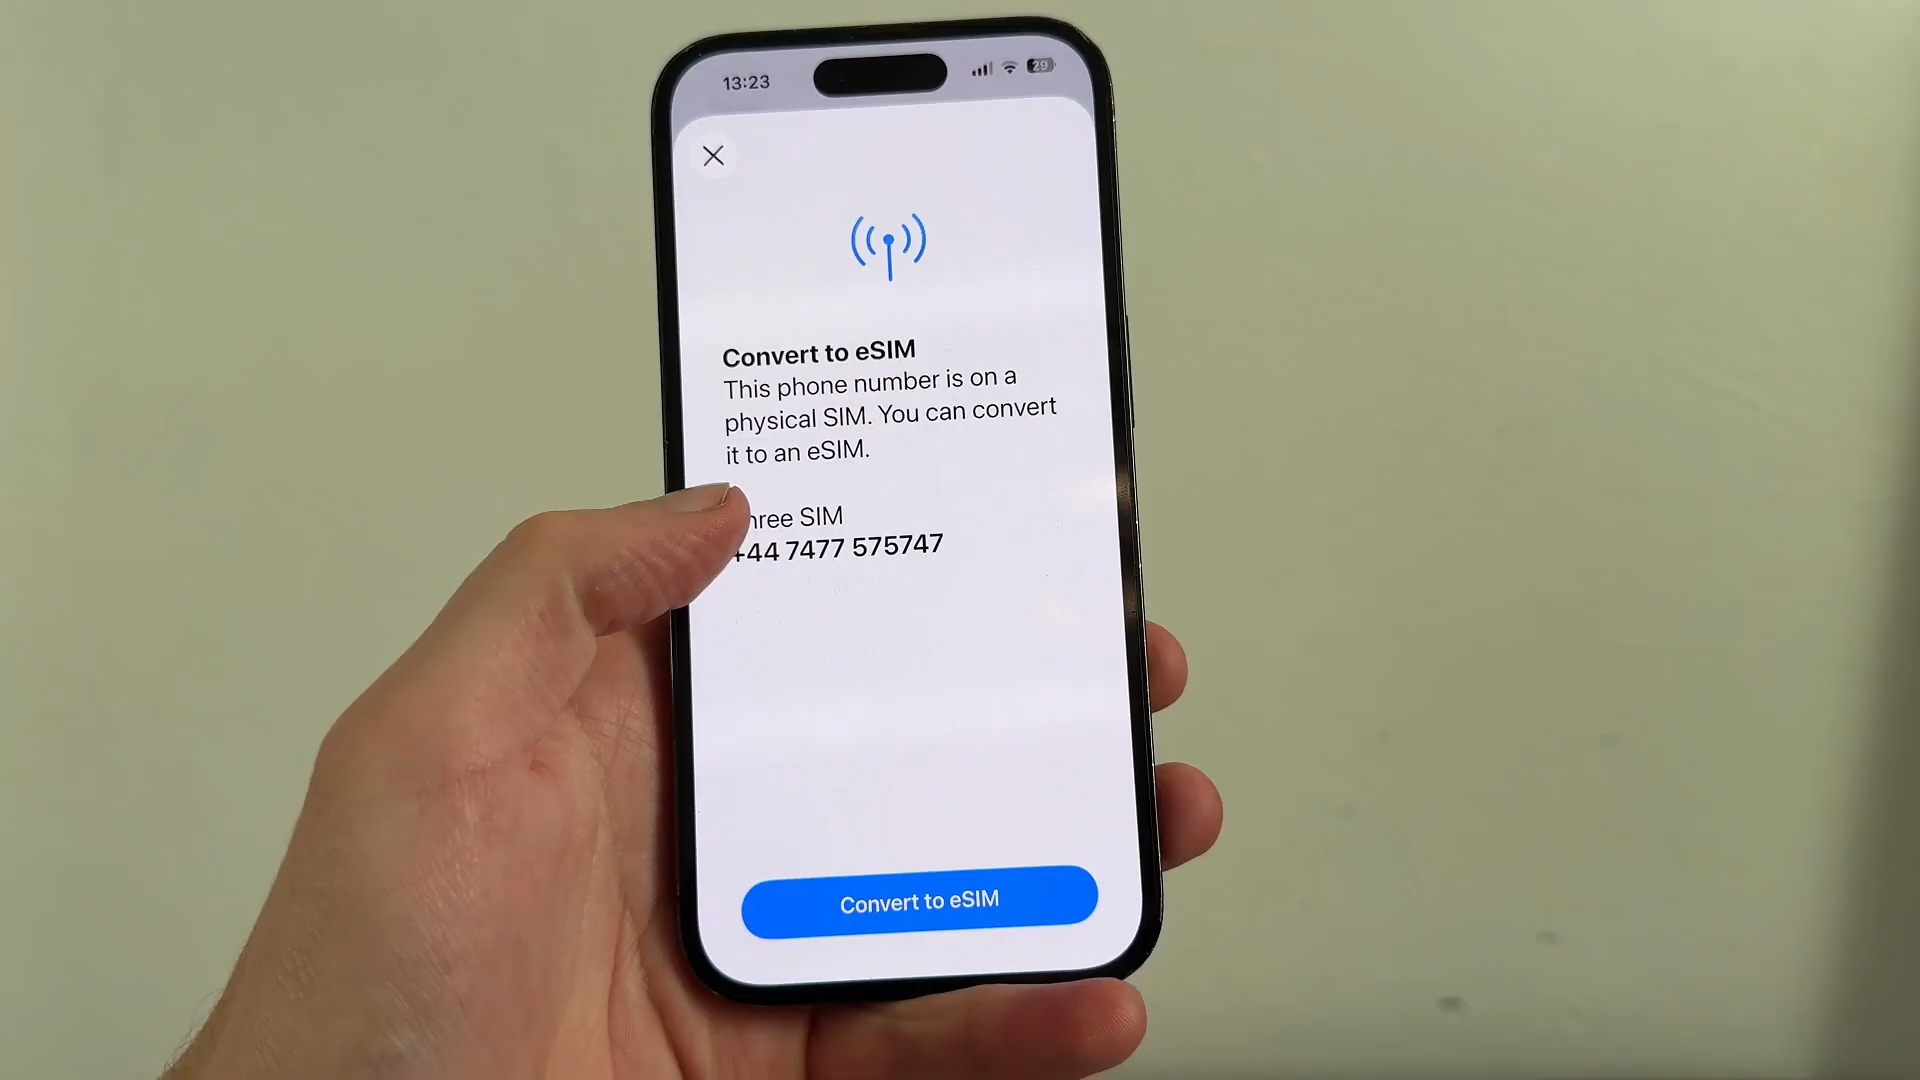 13:23
29
Convert to eSIM
This phone number is on a
physical SIM. You can convert
it to an eSIM.
SIM
+44 7477 575747
Convert to eSIM